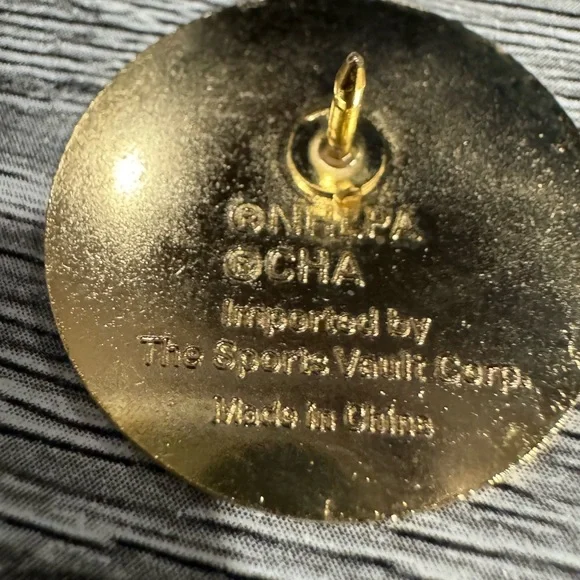 ®NHLPA
©CHA
Imported by
The Sports Vault Corp.
Made in China